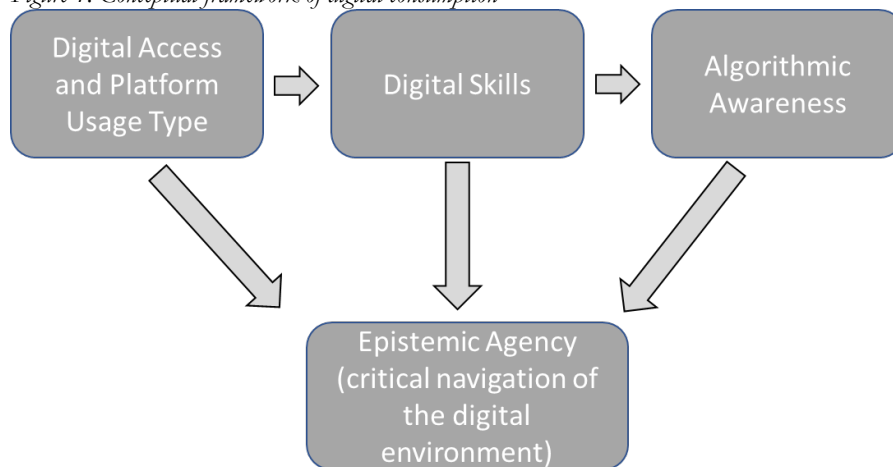 Figure 1. Conceptual framework of digital consumption
Digital Access
and Platform
Usage Type
Digital Skills
Algorithmic
Awareness
Epistemic Agency
(critical navigation of
the digital
environment)